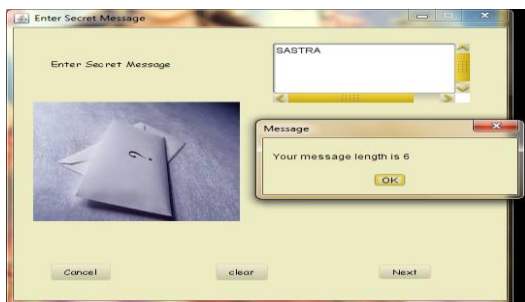 Enter Secret Message
Enter Secret Message
SASTRA
Message
Your message length is 6
OK
Cancel
clear
Next